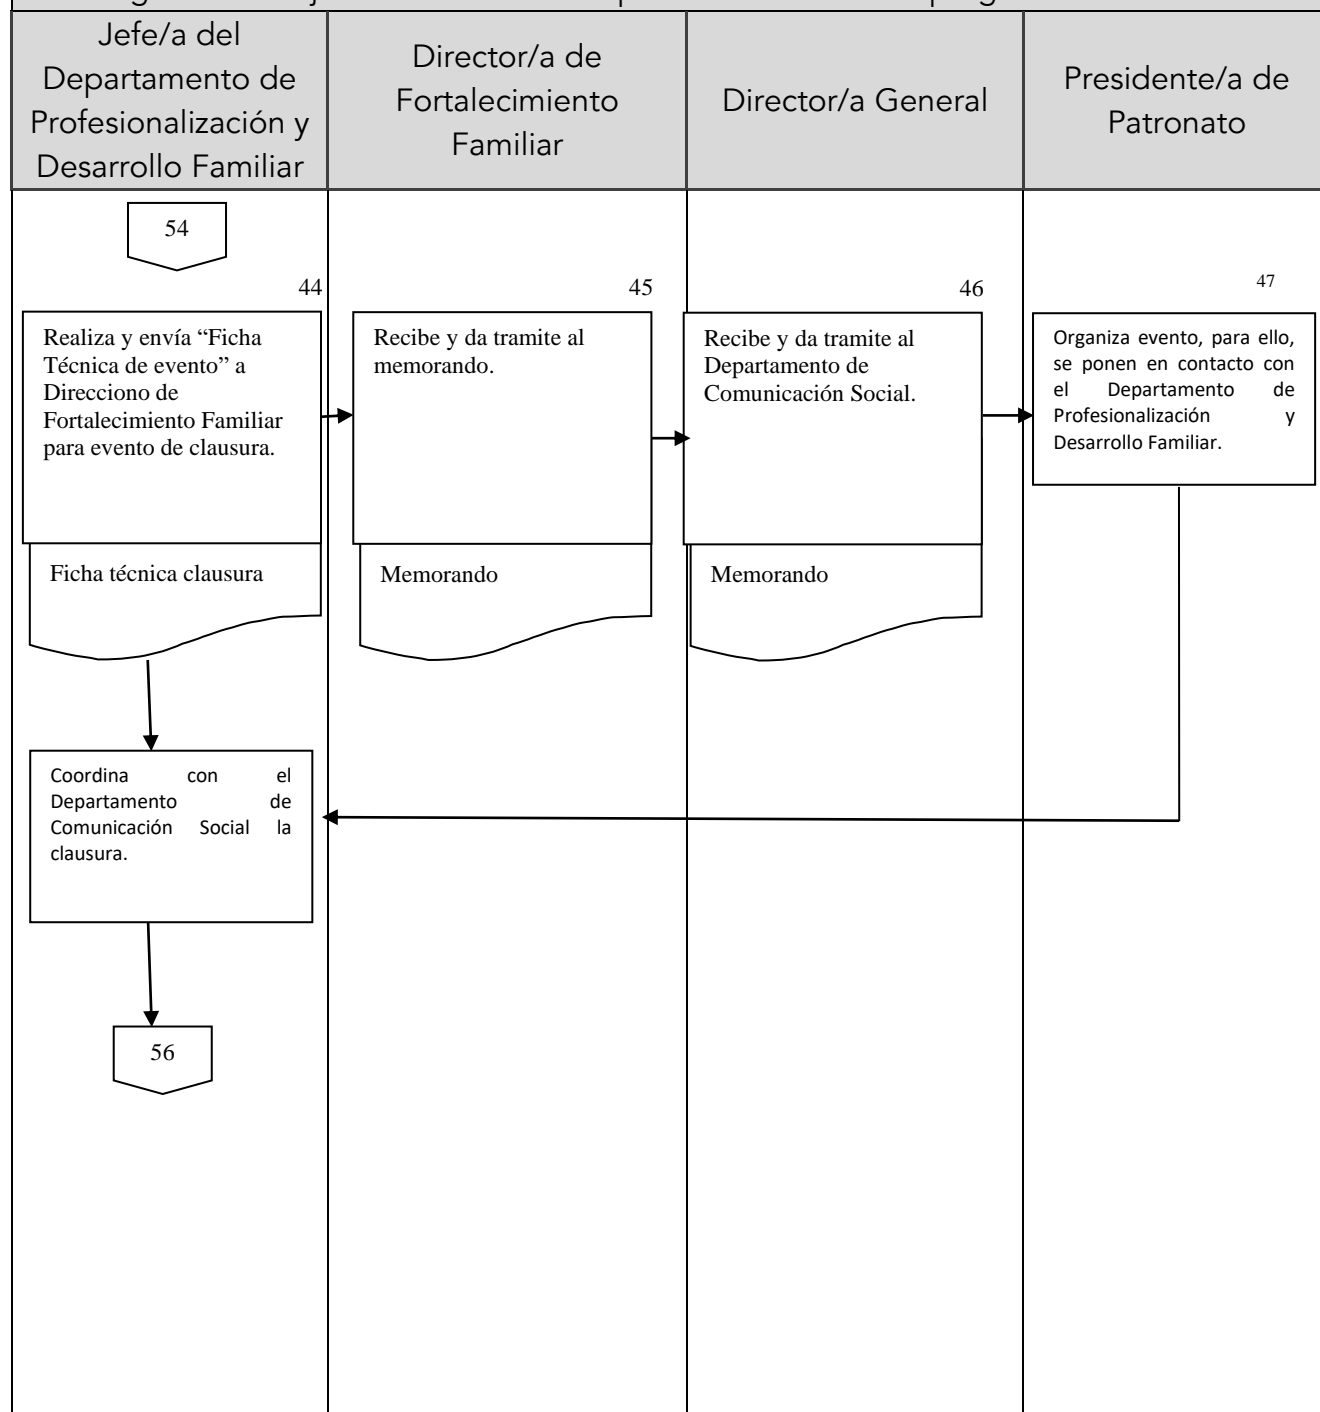 Jefe/a del
Departamento de
Profesionalización y
Desarrollo Familiar
Director/a de
Fortalecimiento
Familiar
Director/a General
Presidente/a de
Patronato
54
44
45
46
47
Realiza y envía “Ficha
Técnica de evento” a
Direcciono de
Fortalecimiento Familiar
para evento de clausura.
Recibe y da tramite al
memorando.
Recibe y da tramite al
Departamento de
Comunicación Social.
Organiza evento, para ello,
se ponen en contacto con
el Departamento de
Profesionalización y
Desarrollo Familiar.
Ficha técnica clausura
Memorando
Memorando
Coordina con el
Departamento de
Comunicación Social la
clausura.
56